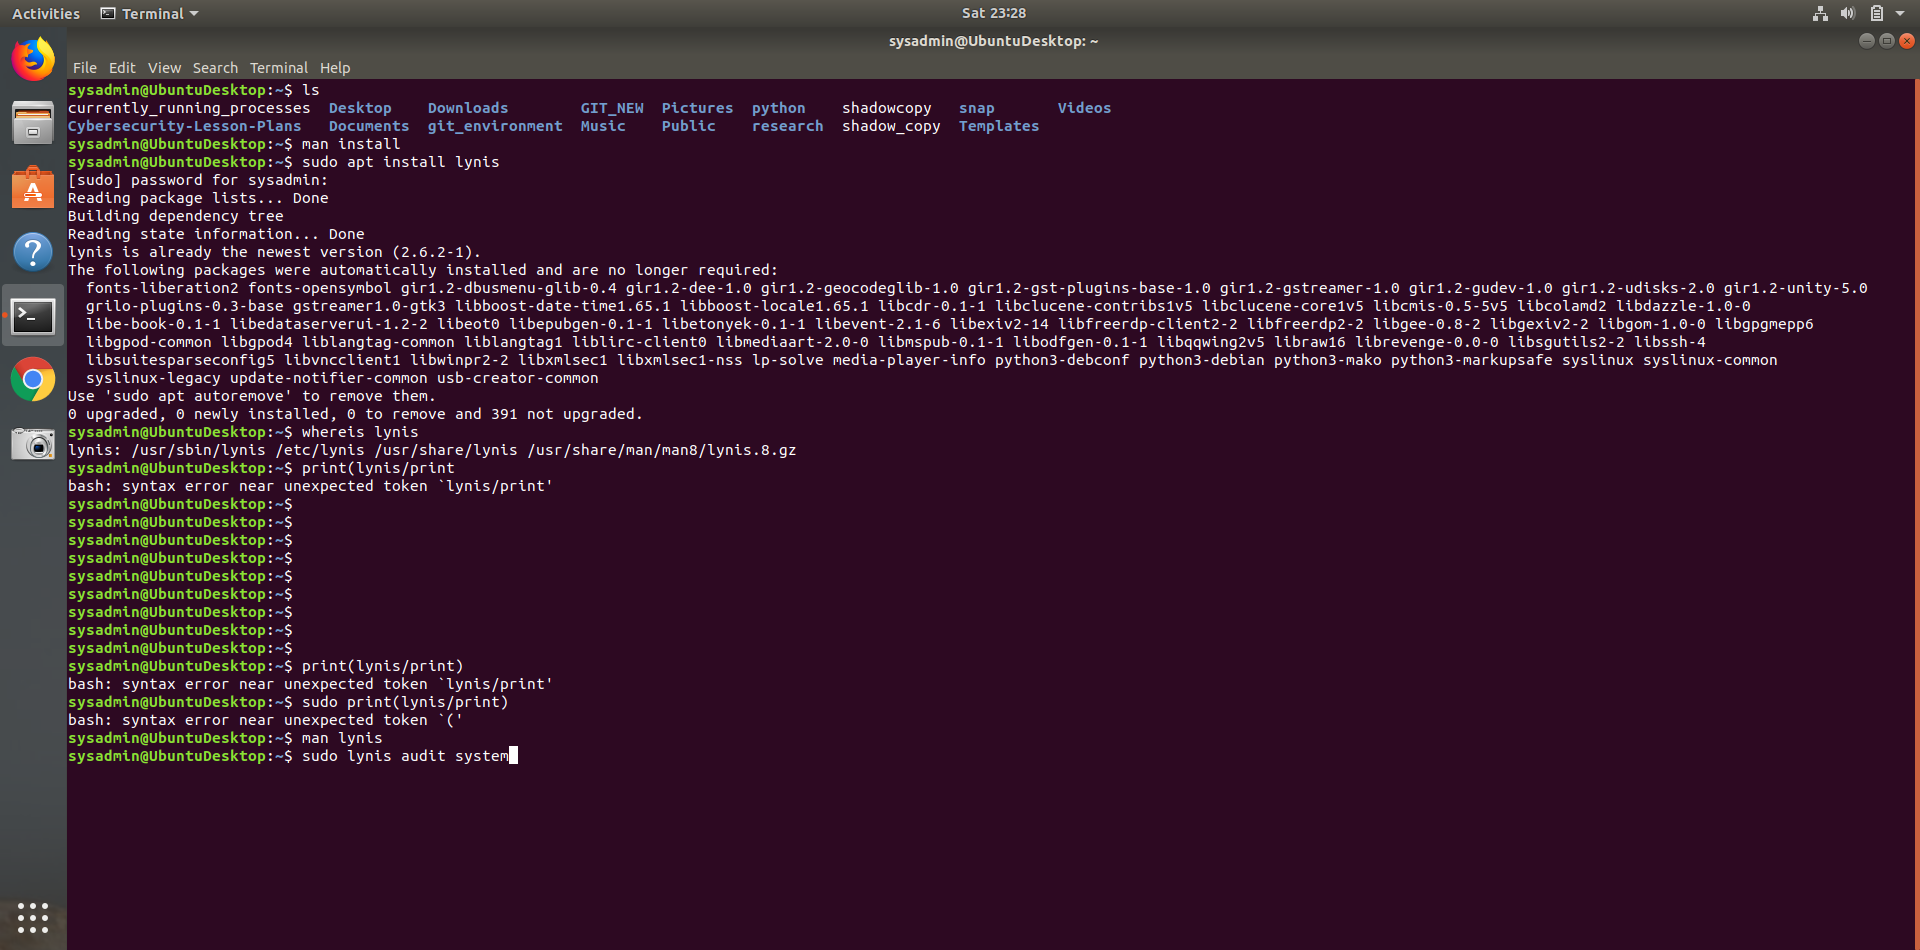 Activities Terminal Sat 23:28
sysadmin@UbuntuDesktop: ~
File Edit View Search Terminal Help
sysadmin@UbuntuDesktop:~$ ls
currently_running_processes Desktop Downloads GIT_NEW Pictures python shadowcopy snap Videos
Cybersecurity-Lesson-Plans Documents git_environment Music Public research shadow_copy Templates
sysadmin@UbuntuDesktop:~$ man install
sysadmin@UbuntuDesktop:~$ sudo apt install lynis
[sudo] password for sysadmin:
Reading package lists... Done
Building dependency tree
Reading state information... Done
lynis is already the newest version (2.6.2-1).
The following packages were automatically installed and are no longer required:
fonts-liberation2 fonts-opensymbol gir1.2-dbusmenu-glib-0.4 gir1.2-dee-1.0 gir1.2-geocodeglib-1.0 gir1.2-gst-plugins-base-1.0 gir1.2-gstreamer-1.0 gir1.2-gudev-1.0 gir1.2-udisks-2.0 gir1.2-unity-5.0
grilo-plugins-0.3-base gstreamer1.0-gtk3 libboost-date-time1.65.1 libboost-locale1.65.1 libcdr-0.1-1 libclucene-contribs1v5 libclucene-core1v5 libcmis-0.5-5v5 libcolamd2 libdazzle-1.0-0
libe-book-0.1-1 libedataserverui-1.2-2 libeot0 libepubgen-0.1-1 libetonyek-0.1-1 libevent-2.1-6 libexiv2-14 libfreerdp-client2-2 libfreerdp2-2 libgee-0.8-2 libgexiv2-2 libgom-1.0-0 libgpgmepp6
libgpod-common libgpod4 liblangtag-common liblangtag1 liblirc-client0 libmediaart-2.0-0 libmspub-0.1-1 libodfgen-0.1-1 libqqwing2v5 libraw16 librevenge-0.0-0 libsgutils2-2 libssh-4
libsuitesparseconfig5 libvncclient1 libwinpr2-2 libxmlsec1 libxmlsec1-nss lp-solve media-player-info python3-debconf python3-debian python3-mako python3-markupsafe syslinux syslinux-common
syslinux-legacy update-notifier-common usb-creator-common
Use 'sudo apt autoremove' to remove them.
0 upgraded, 0 newly installed, 0 to remove and 391 not upgraded.
sysadmin@UbuntuDesktop:~$ whereis lynis
lynis: /usr/sbin/lynis /etc/lynis /usr/share/lynis /usr/share/man/man8/lynis.8.gz
sysadmin@UbuntuDesktop:~$ print(lynis/print
bash: syntax error near unexpected token `lynis/print'
sysadmin@UbuntuDesktop:~$
sysadmin@UbuntuDesktop:~$
sysadmin@UbuntuDesktop:~$
sysadmin@UbuntuDesktop:~$
sysadmin@UbuntuDesktop:~$
sysadmin@UbuntuDesktop:~$
sysadmin@UbuntuDesktop:~$
sysadmin@UbuntuDesktop:~$
sysadmin@UbuntuDesktop:~$
sysadmin@UbuntuDesktop:~$ print(lynis/print)
bash: syntax error near unexpected token `lynis/print'
sysadmin@UbuntuDesktop:~$ sudo print(lynis/print)
bash: syntax error near unexpected token `('
sysadmin@UbuntuDesktop:~$ man lynis
sysadmin@UbuntuDesktop:~$ sudo lynis audit system